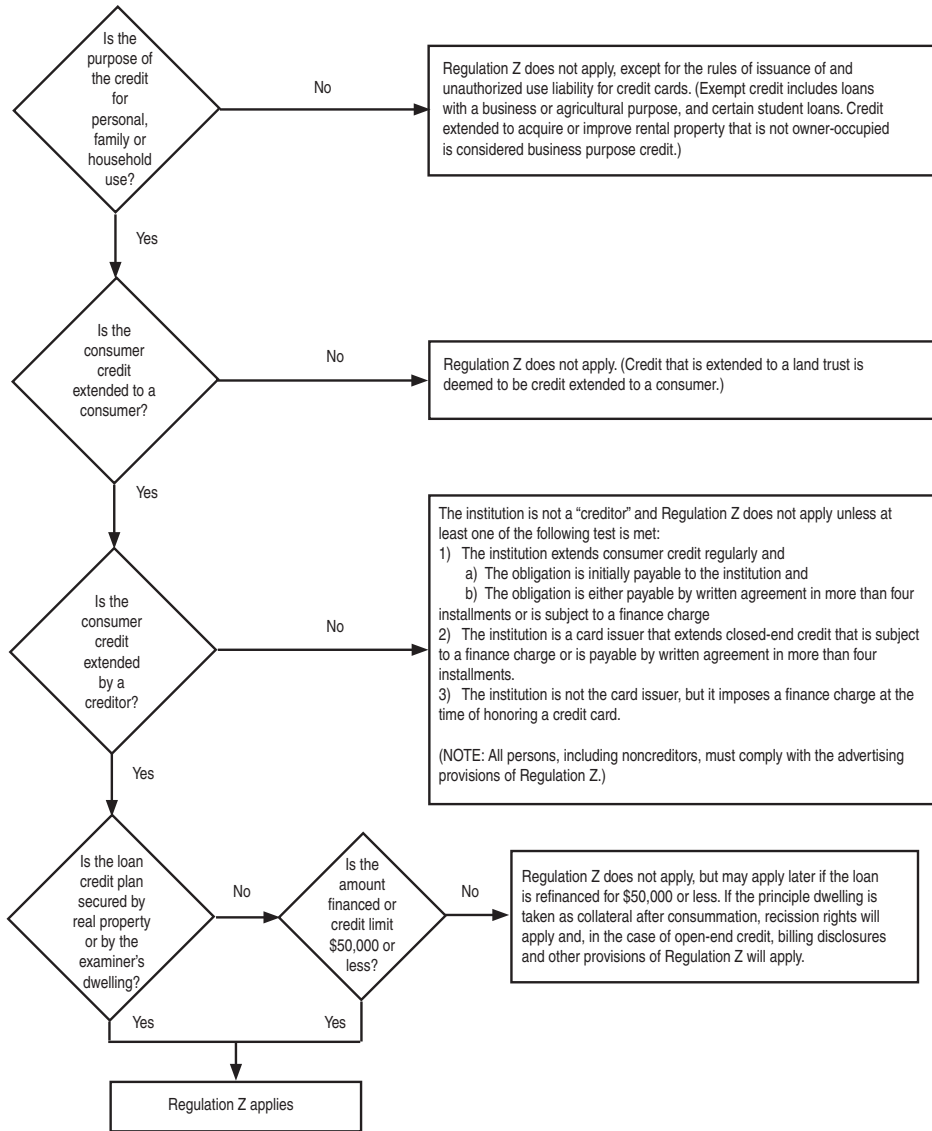 Is the
purpose of
the credit
for
personal,
family or
household
use?
No
Regulation Z does not apply, except for the rules of issuance of and
unauthorized use liability for credit cards. (Exempt credit includes loans
with a business or agricultural purpose, and certain student loans. Credit
extended to acquire or improve rental property that is not owner-occupied
is considered business purpose credit.)
Yes
Is the
consumer
credit
extended to a
consumer?
No
Regulation Z does not apply. (Credit that is extended to a land trust is
deemed to be credit extended to a consumer.)
Yes
Is the
consumer
credit
extended
by a
creditor?
No
The institution is not a “creditor” and Regulation Z does not apply unless at
least one of the following test is met:
1) The institution extends consumer credit regularly and
a) The obligation is initially payable to the institution and
b) The obligation is either payable by written agreement in more than four
installments or is subject to a finance charge
2) The institution is a card issuer that extends closed-end credit that is subject
to a finance charge or is payable by written agreement in more than four
installments.
3) The institution is not the card issuer, but it imposes a finance charge at the
time of honoring a credit card.
(NOTE: All persons, including noncreditors, must comply with the advertising
provisions of Regulation Z.)
Yes
Is the loan
credit plan
secured by
real property
or by the
examiner’s
dwelling?
No
Is the
amount
financed or
credit limit
$50,000 or
less?
No
Regulation Z does not apply, but may apply later if the loan
is refinanced for $50,000 or less. If the principle dwelling is
taken as collateral after consummation, recission rights will
apply and, in the case of open-end credit, billing disclosures
and other provisions of Regulation Z will apply.
Yes
Yes
Regulation Z applies